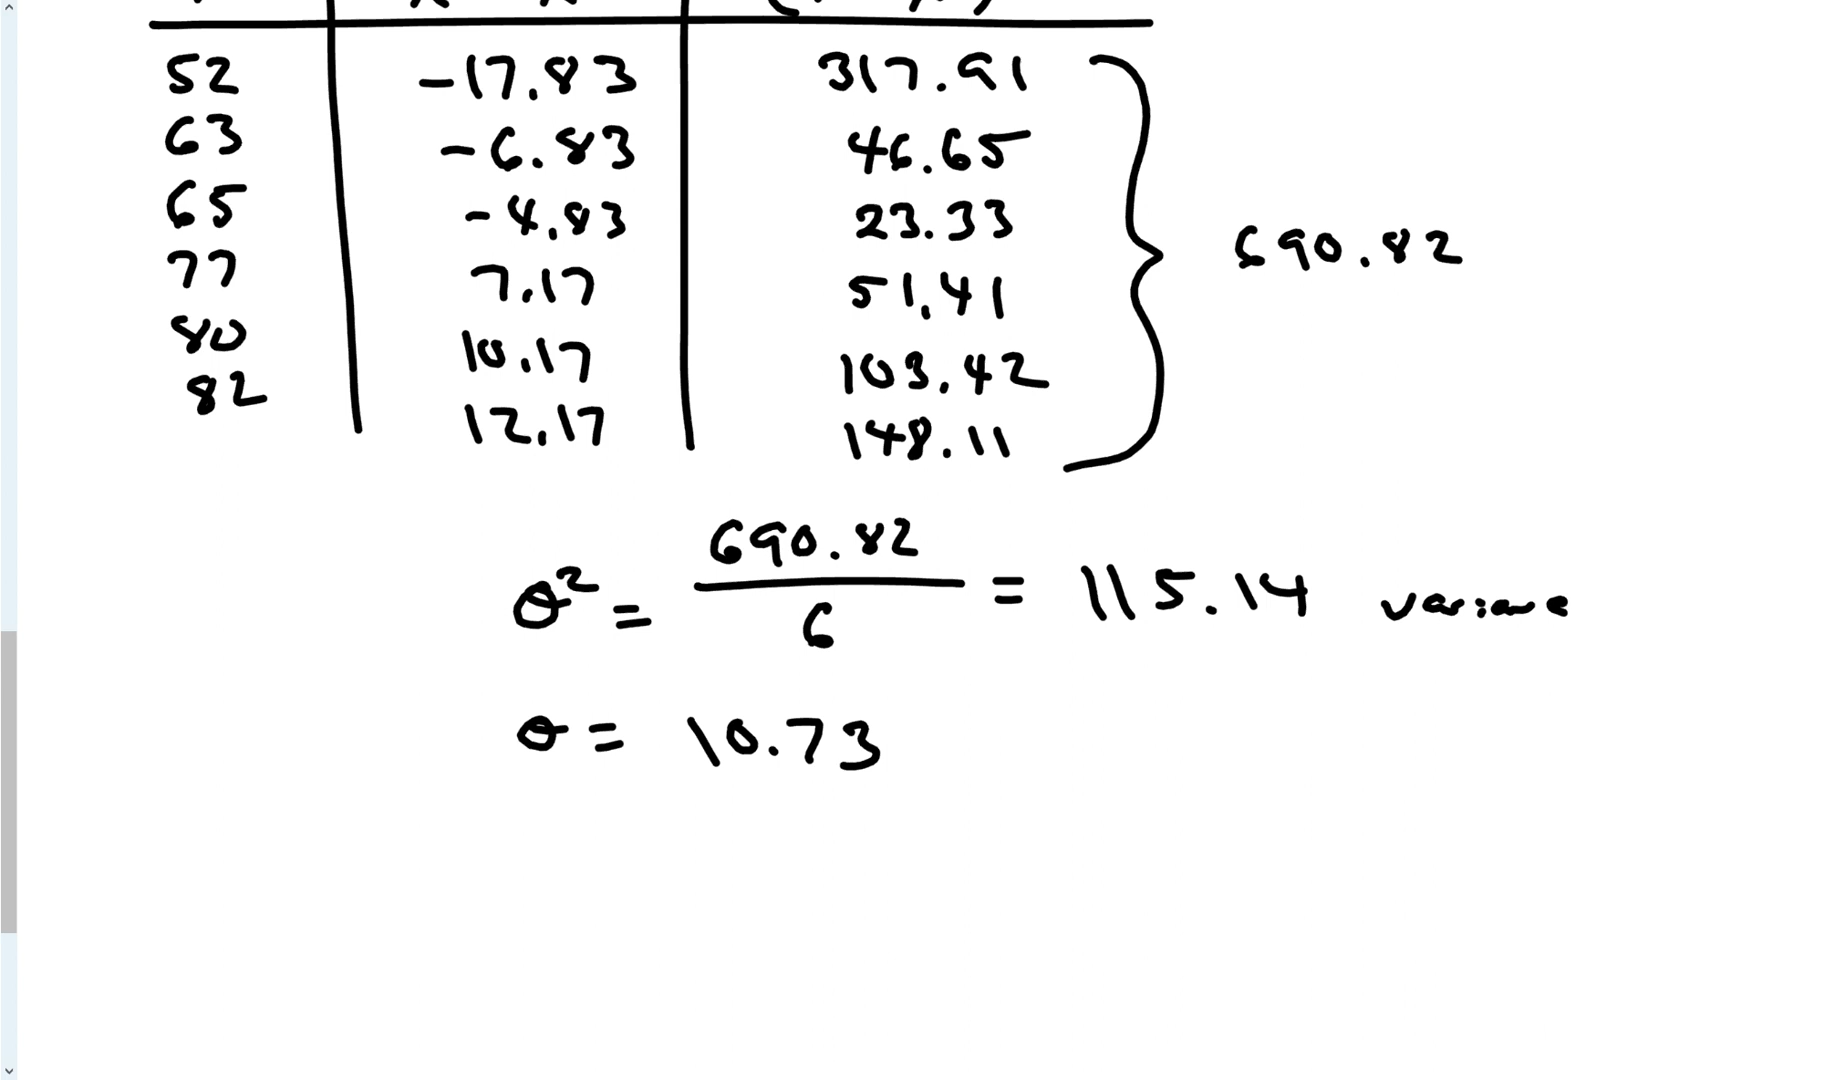 52 -17.83 317.91
63 -6.83 46.65
65 -4.83 23.33
77 7.17 51.41
80 10.17 103.42
82 12.17 148.11
690.82
σ² = 690.82 / 6 = 115.14 variance
σ = 10.73